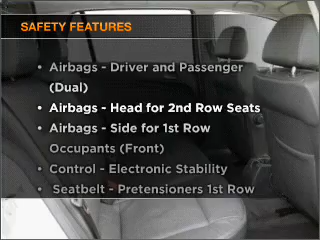 SAFETY FEATURES
• Airbags - Driver and Passenger
(Dual)
• Airbags - Head for 2nd Row Seats
• Airbags - Side for 1st Row
Occupants (Front)
• Control - Electronic Stability
• Seatbelt - Pretensioners 1st Row